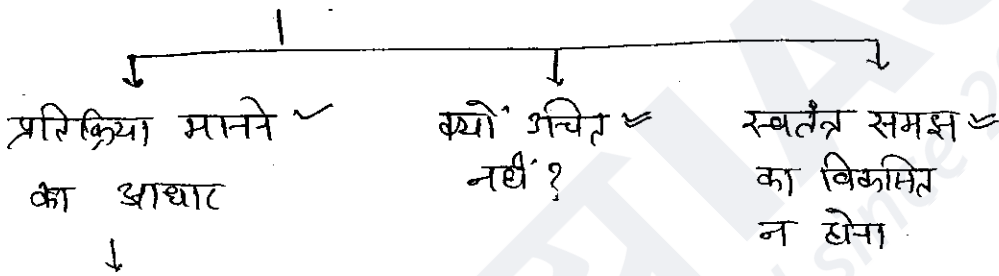 प्रतिक्रिया मानने
का आधार
क्यों उचित
नहीं?
स्वतंत्र समझ
का विकसित
न होना